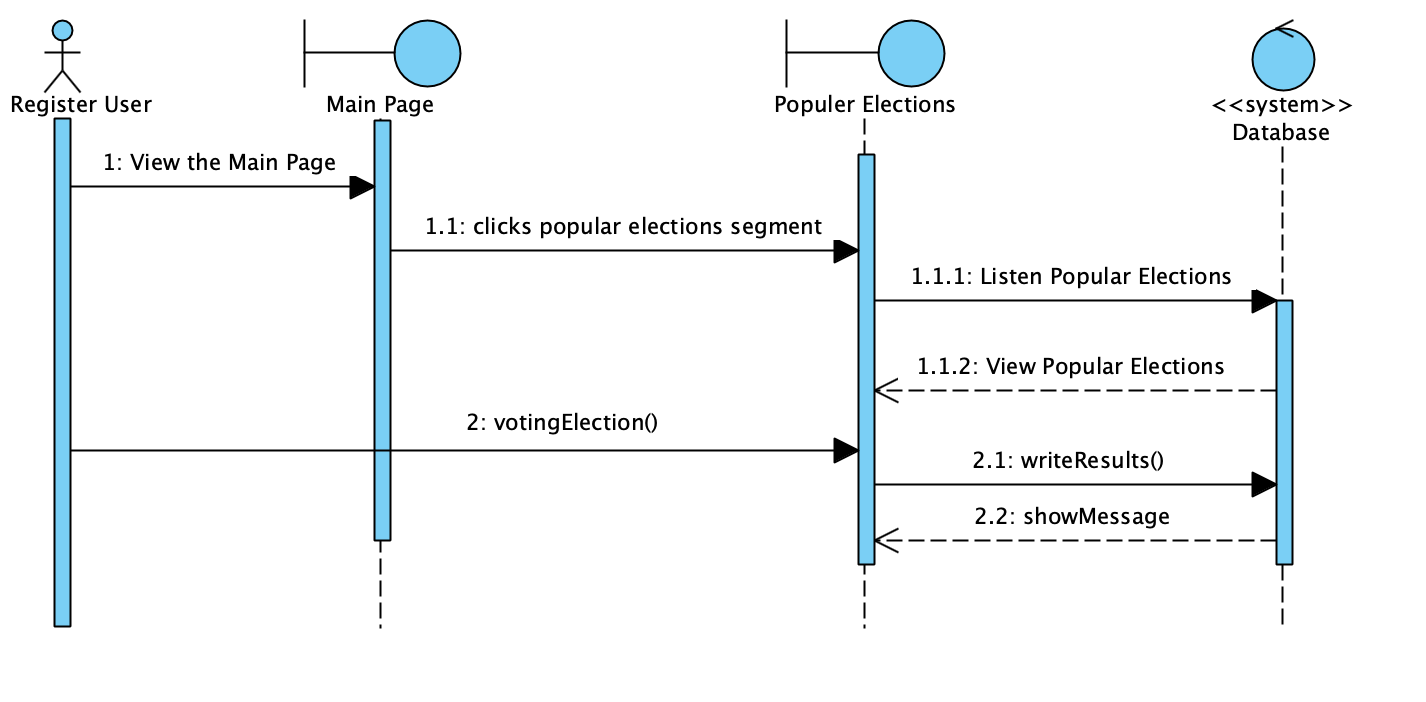 Register User
Main Page
Populer Elections
<<system>>
Database
1: View the Main Page
1.1: clicks popular elections segment
1.1.1: Listen Popular Elections
1.1.2: View Popular Elections
2: votingElection()
2.1: writeResults()
2.2: showMessage